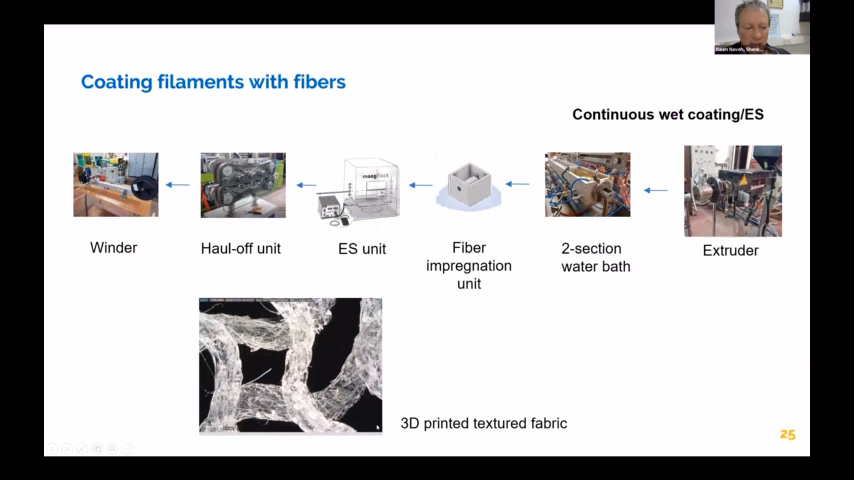 Coating filaments with fibers
Continuous wet coating/ES
Winder
Haul-off unit
ES unit
Fiber
impregnation
unit
2-section
water bath
Extruder
3D printed textured fabric
25